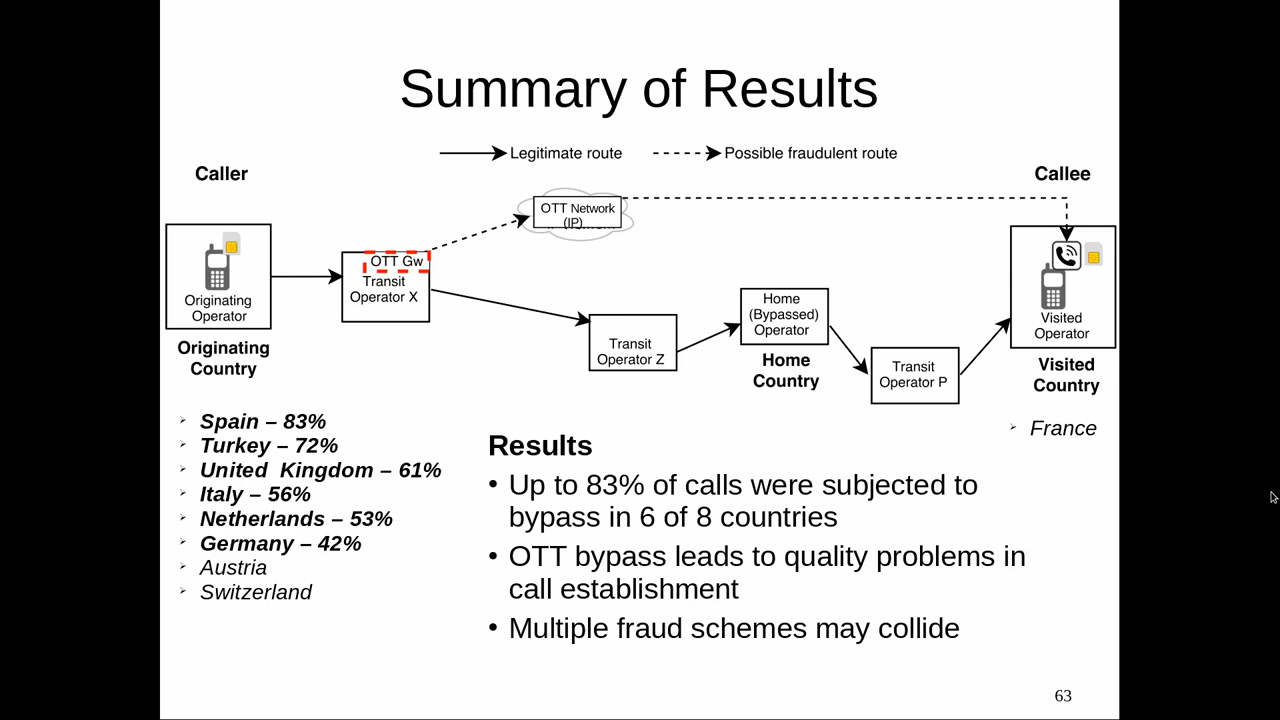 Summary of Results
Legitimate route
Possible fraudulent route
Caller
Callee
OTT Network
(IP)
OTT Gw
Transit
Operator X
Originating
Operator
Originating
Country
Transit
Operator Z
Home
(Bypassed)
Operator
Home
Country
Transit
Operator P
Visited
Operator
Visited
Country
Spain – 83%
Turkey – 72%
United Kingdom – 61%
Italy – 56%
Netherlands – 53%
Germany – 42%
Austria
Switzerland
France
Results
• Up to 83% of calls were subjected to
bypass in 6 of 8 countries
• OTT bypass leads to quality problems in
call establishment
• Multiple fraud schemes may collide
63